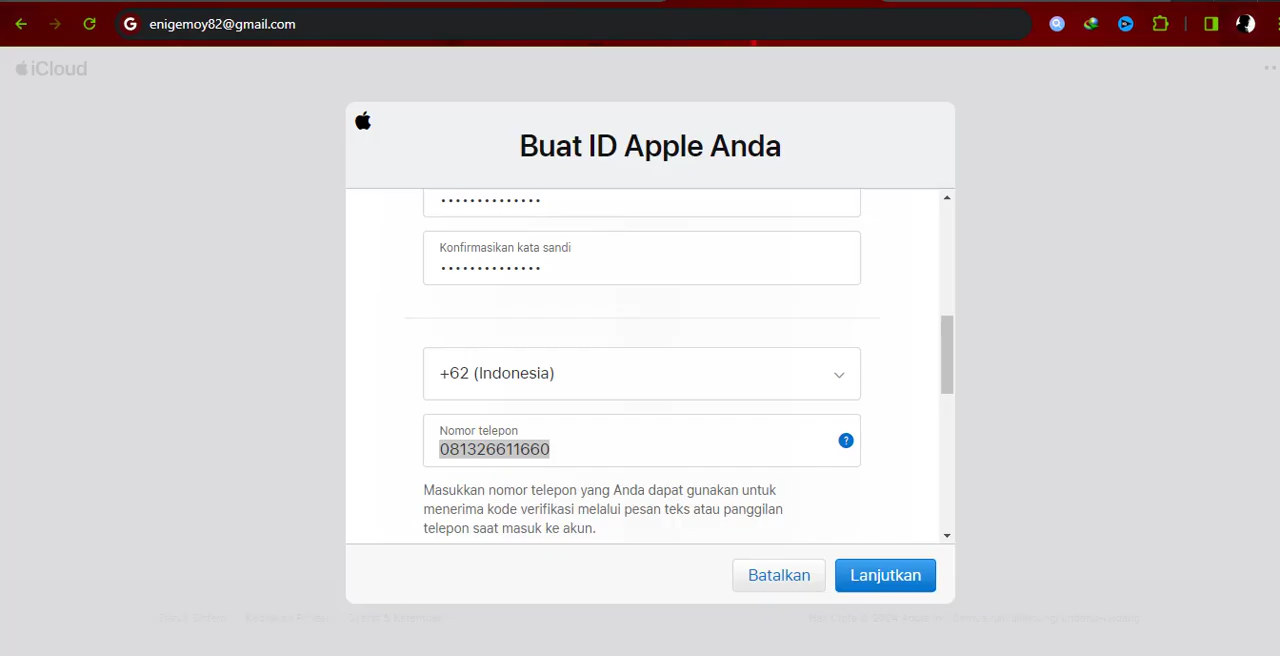 enigemoy82@gmail.com
iCloud
Buat ID Apple Anda
••••••••••••••
Konfirmasikan kata sandi
••••••••••••••
+62 (Indonesia)
Nomor telepon
081326611660
?
Masukkan nomor telepon yang Anda dapat gunakan untuk
menerima kode verifikasi melalui pesan teks atau panggilan
telepon saat masuk ke akun.
Batalkan
Lanjutkan